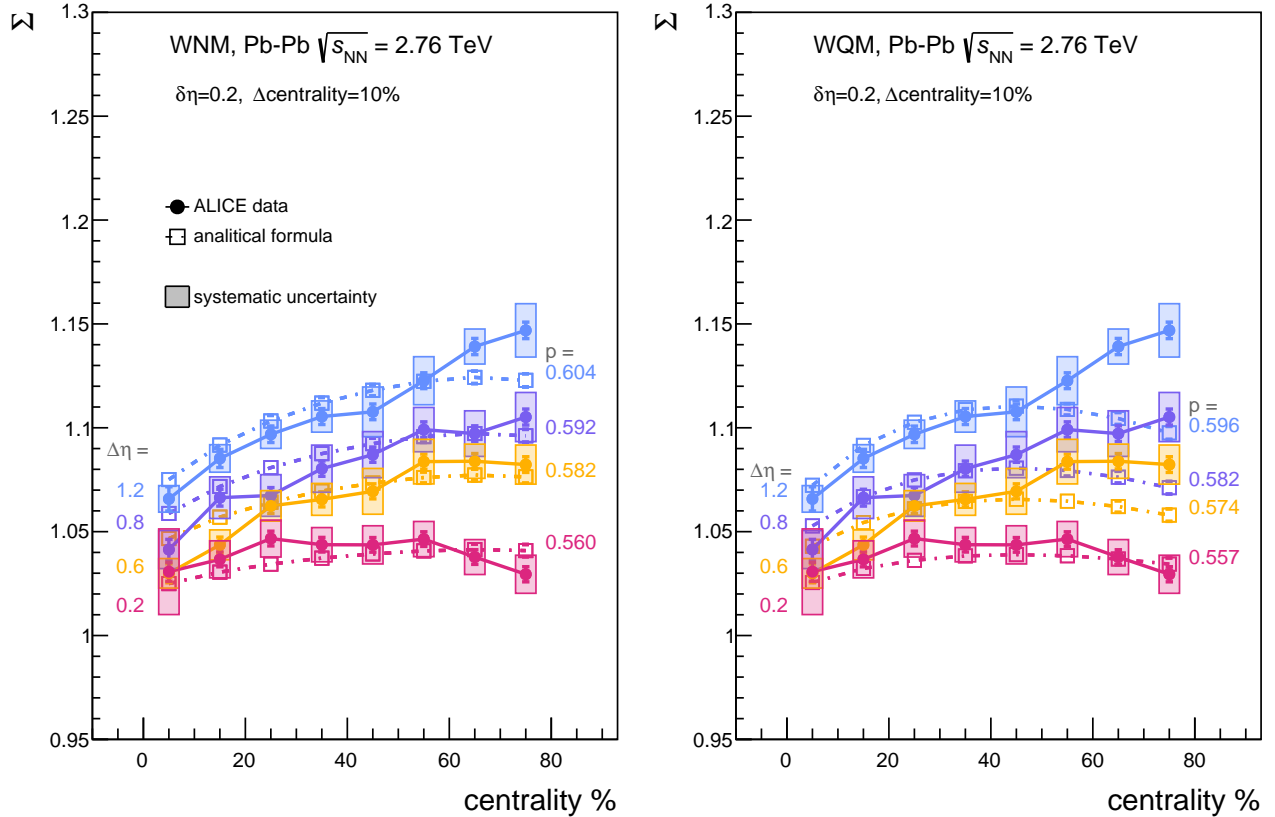 Σ
1.3
1.25
1.2
1.15
1.1
1.05
1
0.95
WNM, Pb-Pb √s_NN = 2.76 TeV
δη=0.2, Δcentrality=10%
ALICE data
analitical formula
systematic uncertainty
p =
0.604
0.592
0.582
0.560
Δη =
1.2
0.8
0.6
0.2
0 20 40 60 80
centrality %
Σ
1.3
1.25
1.2
1.15
1.1
1.05
1
0.95
WQM, Pb-Pb √s_NN = 2.76 TeV
δη=0.2, Δcentrality=10%
p =
0.596
0.582
0.574
0.557
Δη =
1.2
0.8
0.6
0.2
0 20 40 60 80
centrality %